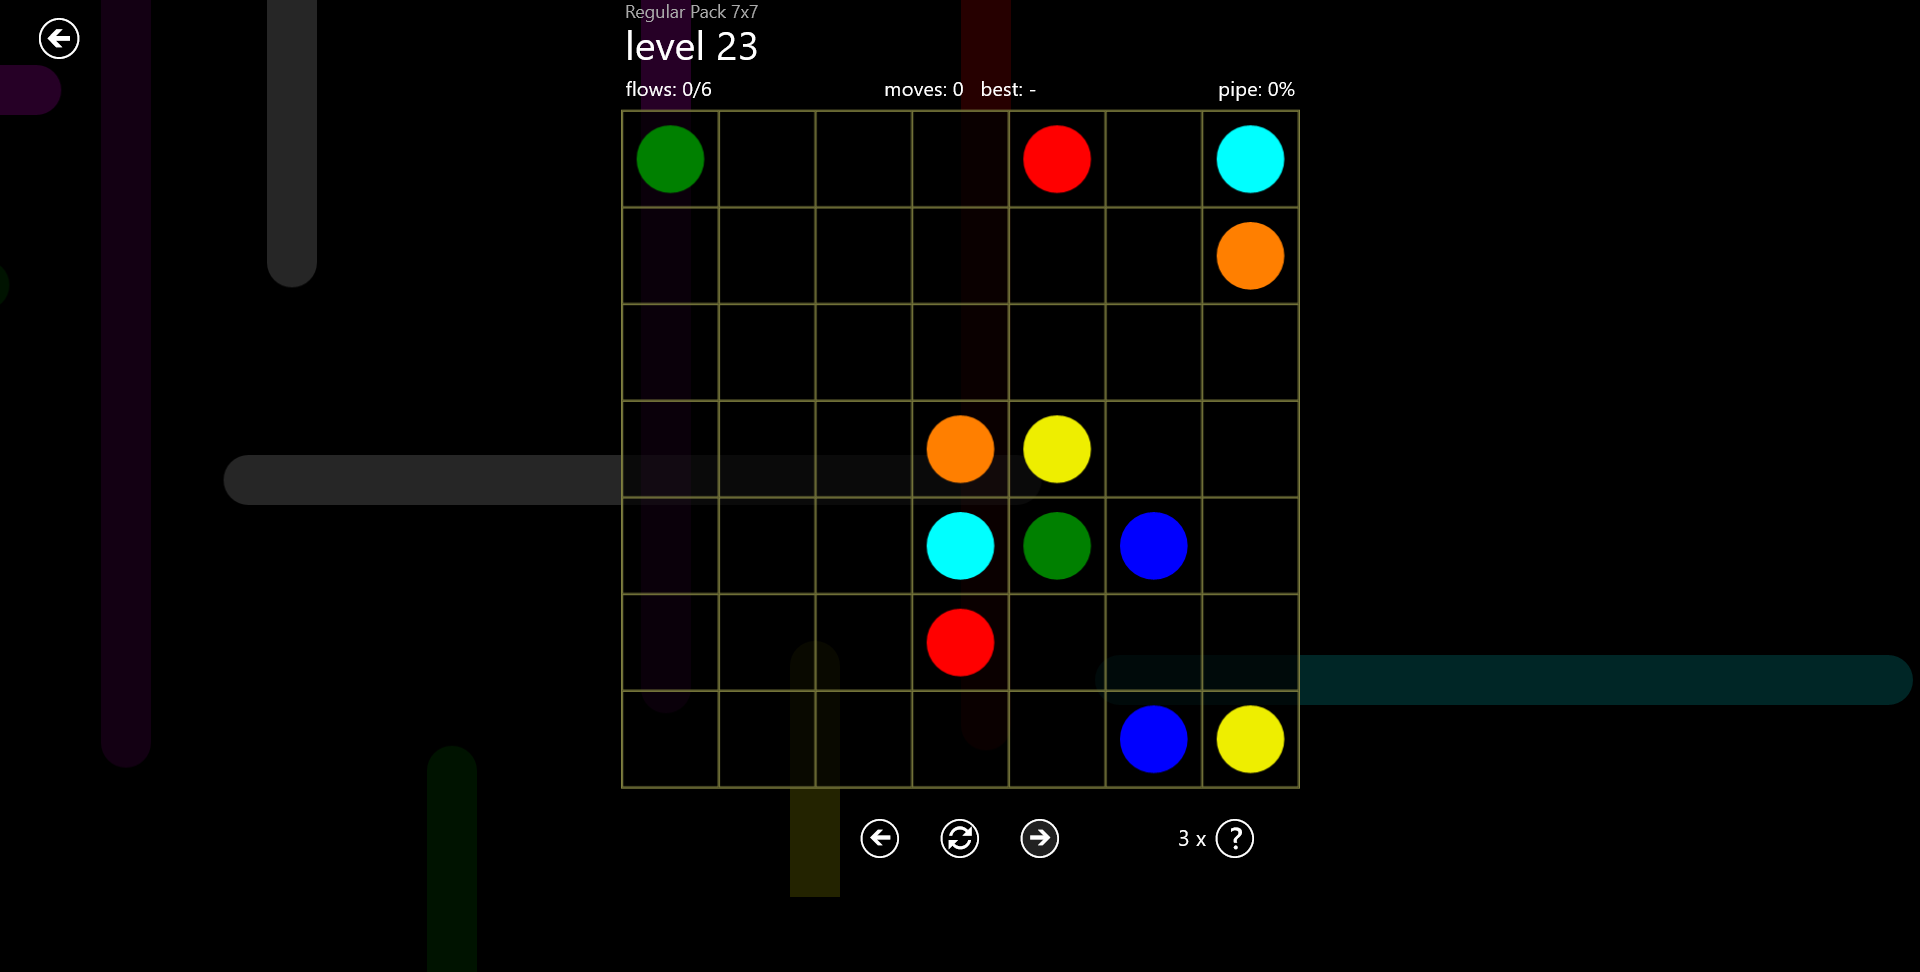 Regular Pack 7x7
level 23
flows: 0/6 moves: 0 best: - pipe: 0%
3 x ?